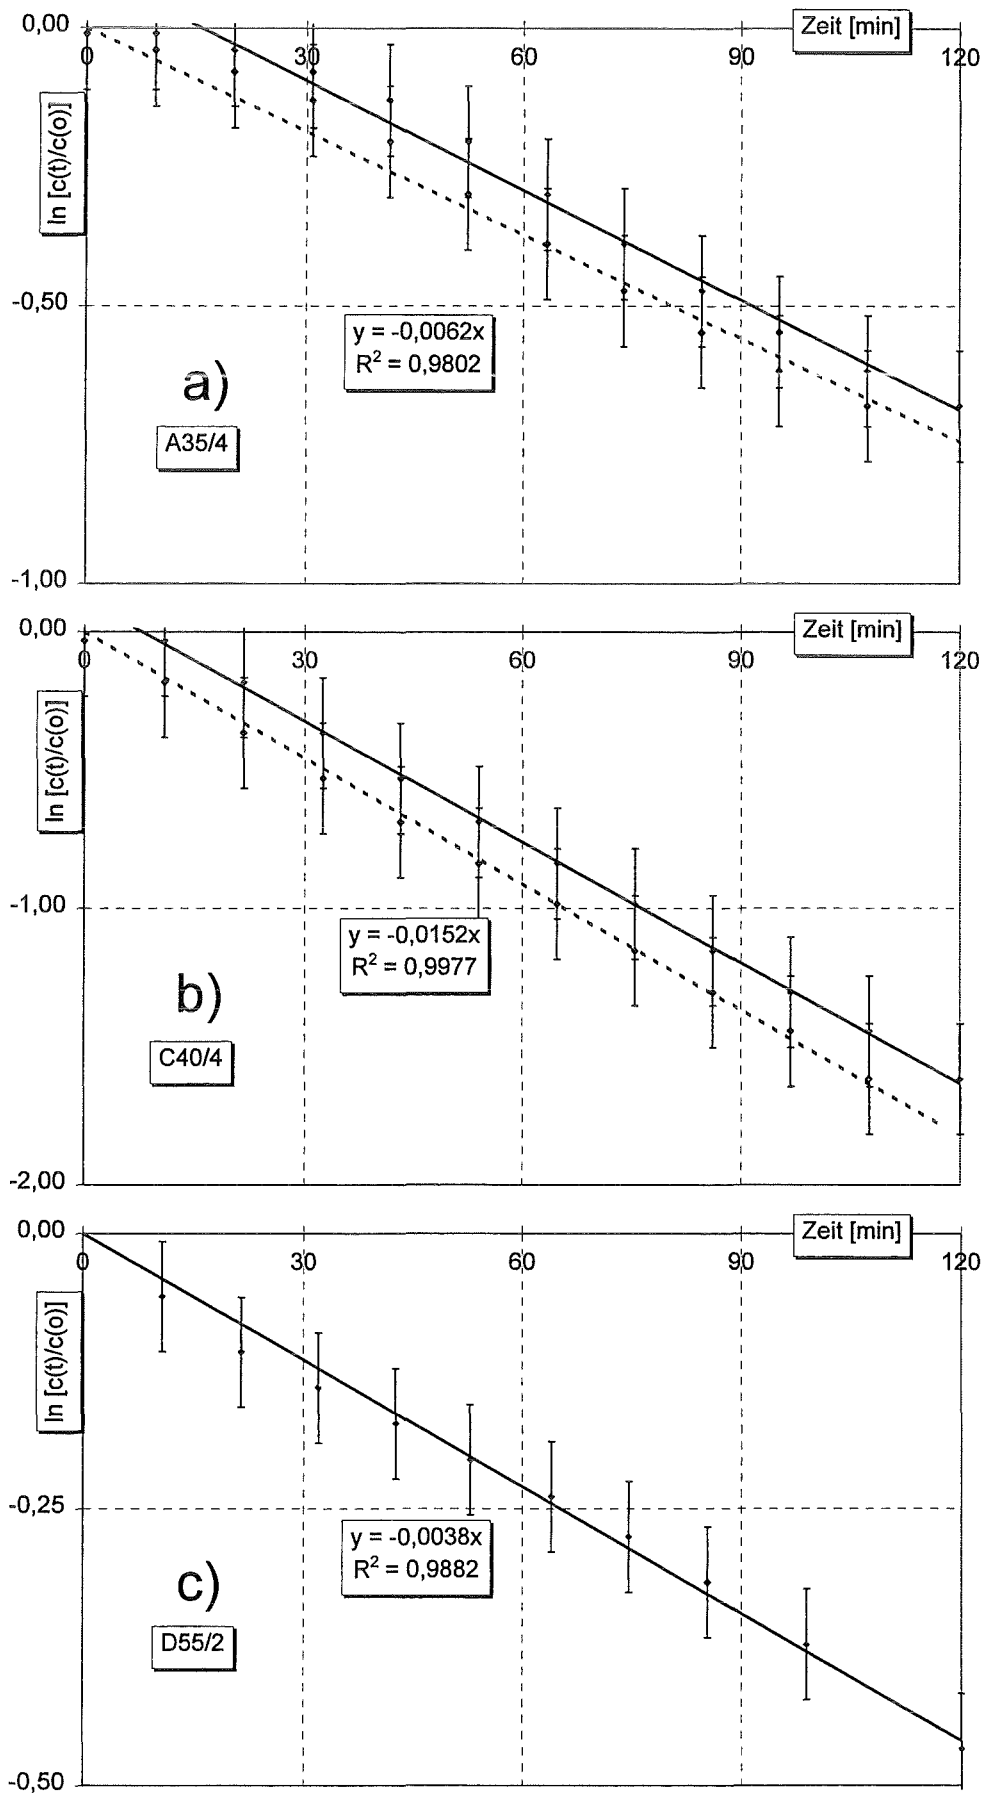 0,00
Zeit [min]
0
30
60
90
120
ln [c(t)/c(o)]
-0,50
y = -0,0062x
R² = 0,9802
a)
A35/4
-1,00
0,00
Zeit [min]
0
30
60
90
120
ln [c(t)/c(o)]
-1,00
y = -0,0152x
R² = 0,9977
b)
C40/4
-2,00
0,00
Zeit [min]
0
30
60
90
120
ln [c(t)/c(o)]
-0,25
y = -0,0038x
R² = 0,9882
c)
D55/2
-0,50